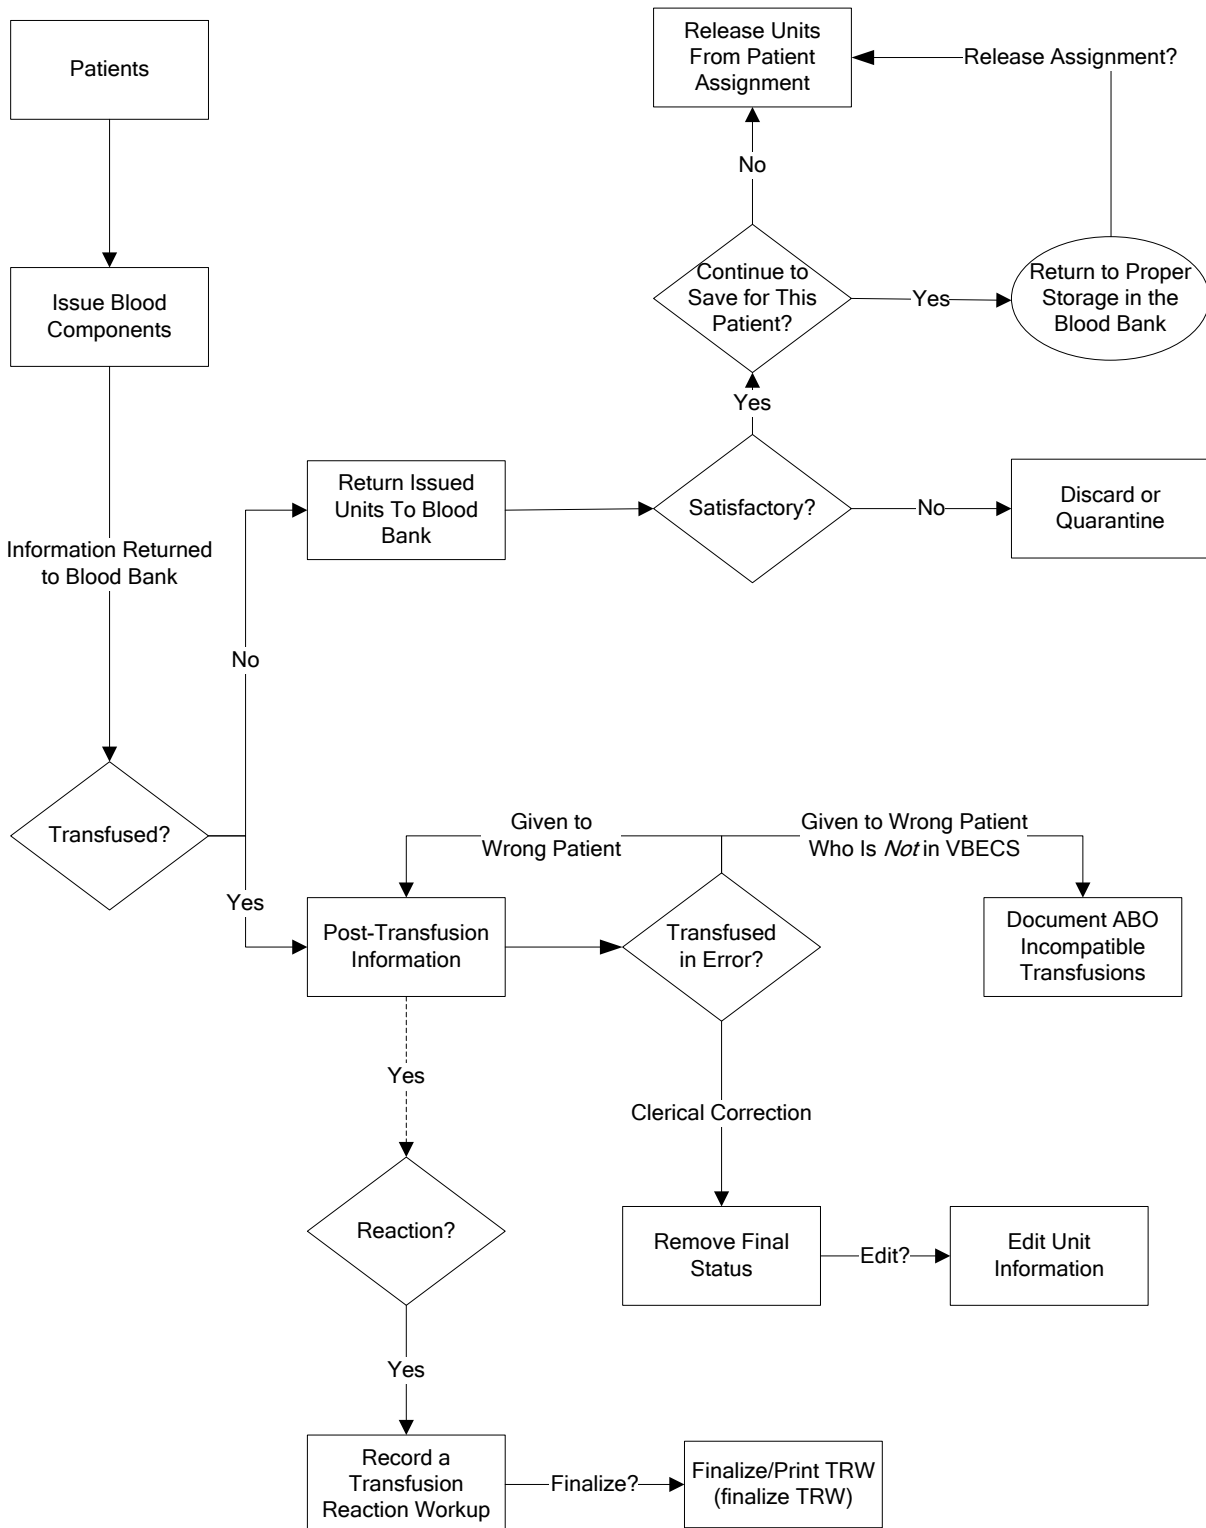 Patients
Release Units
From Patient
Assignment
Release Assignment?
No
Issue Blood
Components
Continue to
Save for This
Patient?
Yes
Return to Proper
Storage in the
Blood Bank
Yes
Return Issued
Units To Blood
Bank
Satisfactory?
No
Discard or
Quarantine
Information Returned
to Blood Bank
No
Transfused?
Yes
Given to
Wrong Patient
Given to Wrong Patient
Who Is Not in VBECS
Post-Transfusion
Information
Transfused
in Error?
Document ABO
Incompatible
Transfusions
Yes
Clerical Correction
Reaction?
Remove Final
Status
Edit?
Edit Unit
Information
Yes
Record a
Transfusion
Reaction Workup
Finalize?
Finalize/Print TRW
(finalize TRW)